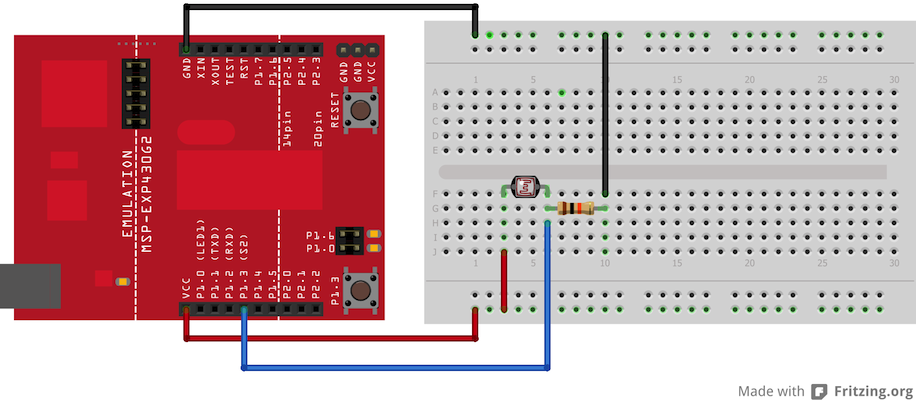 GND
XIN
XOUT
TEST
RST
P1.7
P1.6
P2.5
P2.4
P2.3
GND
GND
VCC
RESET
14pin
20pin
EMULATION
MSP-EXP430G2
P1.6
P1.0
P1.3
VCC
P1.0 (LED1)
P1.1 (TXD)
P1.2 (RXD)
P1.3 (S2)
P1.4
P1.5
P2.0
P2.1
P2.2
1 5 10 15 20 25 30
A
B
C
D
E
F
G
H
I
J
1 5 10 15 20 25 30
Made with Fritzing.org